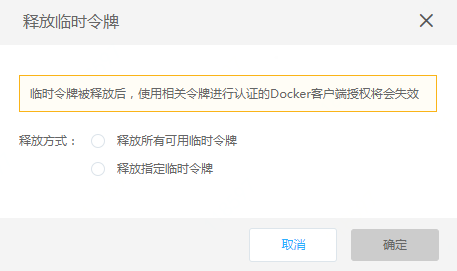 释放临时令牌
临时令牌被释放后，使用相关令牌进行认证的Docker客户端授权将会失效
释放方式： 释放所有可用临时令牌
释放指定临时令牌
取消 确定